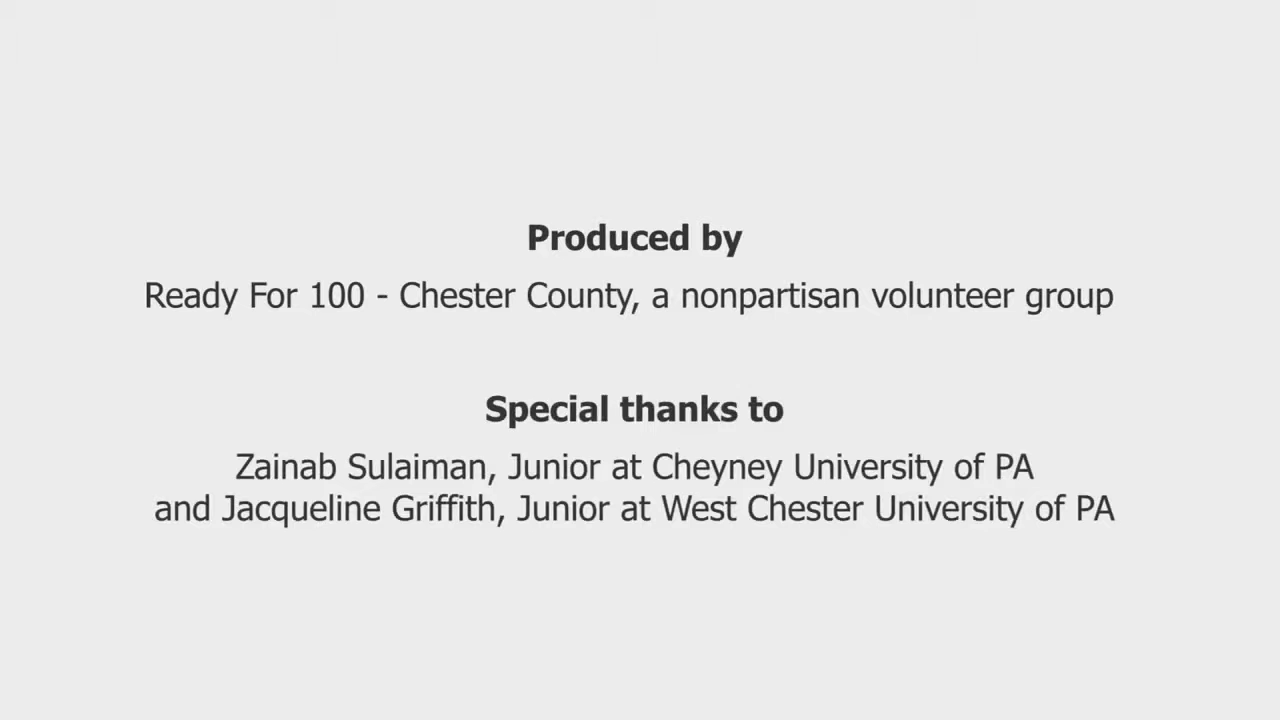 Produced by
Ready For 100 - Chester County, a nonpartisan volunteer group
Special thanks to
Zainab Sulaiman, Junior at Cheyney University of PA
and Jacqueline Griffith, Junior at West Chester University of PA